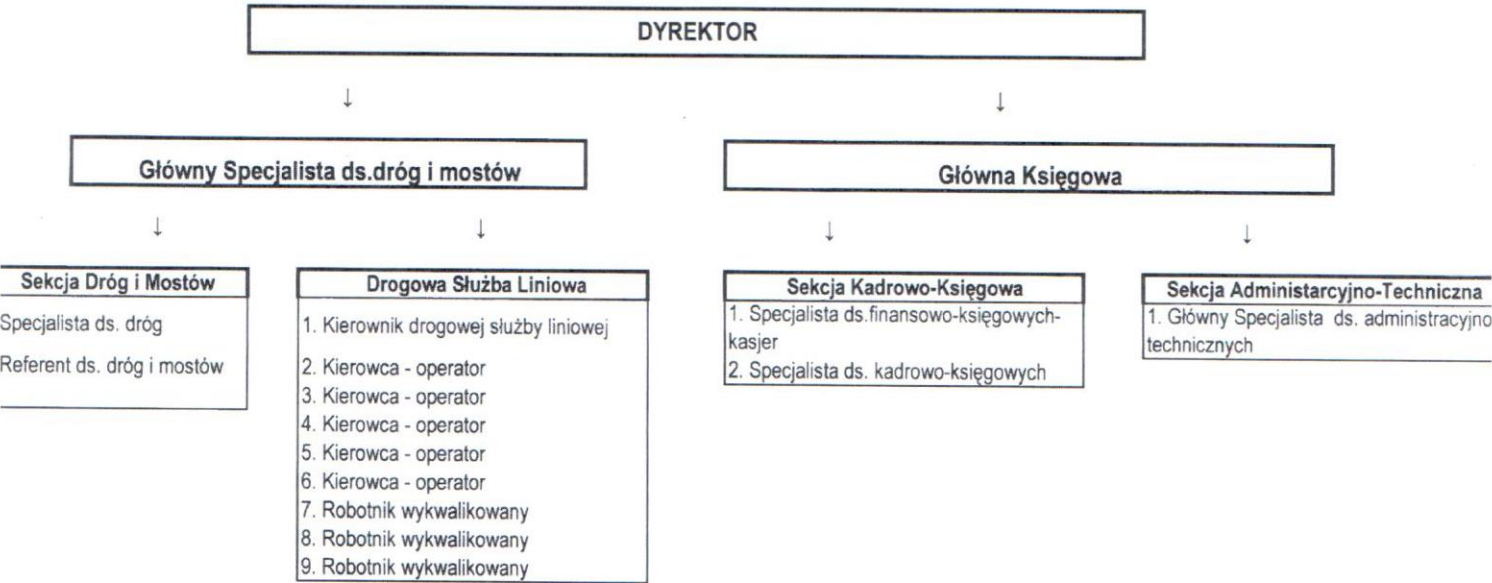 DYREKTOR
↓
↓
Główny Specjalista ds.dróg i mostów
Główna Księgowa
↓
↓
↓
↓
Sekcja Dróg i Mostów
Specjalista ds. dróg
Referent ds. dróg i mostów
Drogowa Służba Liniowa
1. Kierownik drogowej służby liniowej
2. Kierowca - operator
3. Kierowca - operator
4. Kierowca - operator
5. Kierowca - operator
6. Kierowca - operator
7. Robotnik wykwalikowany
8. Robotnik wykwalikowany
9. Robotnik wykwalikowany
Sekcja Kadrowo-Księgowa
1. Specjalista ds.finansowo-księgowych-
kasjer
2. Specjalista ds. kadrowo-księgowych
Sekcja Administarcyjno-Techniczna
1. Główny Specjalista ds. administracyjno
technicznych